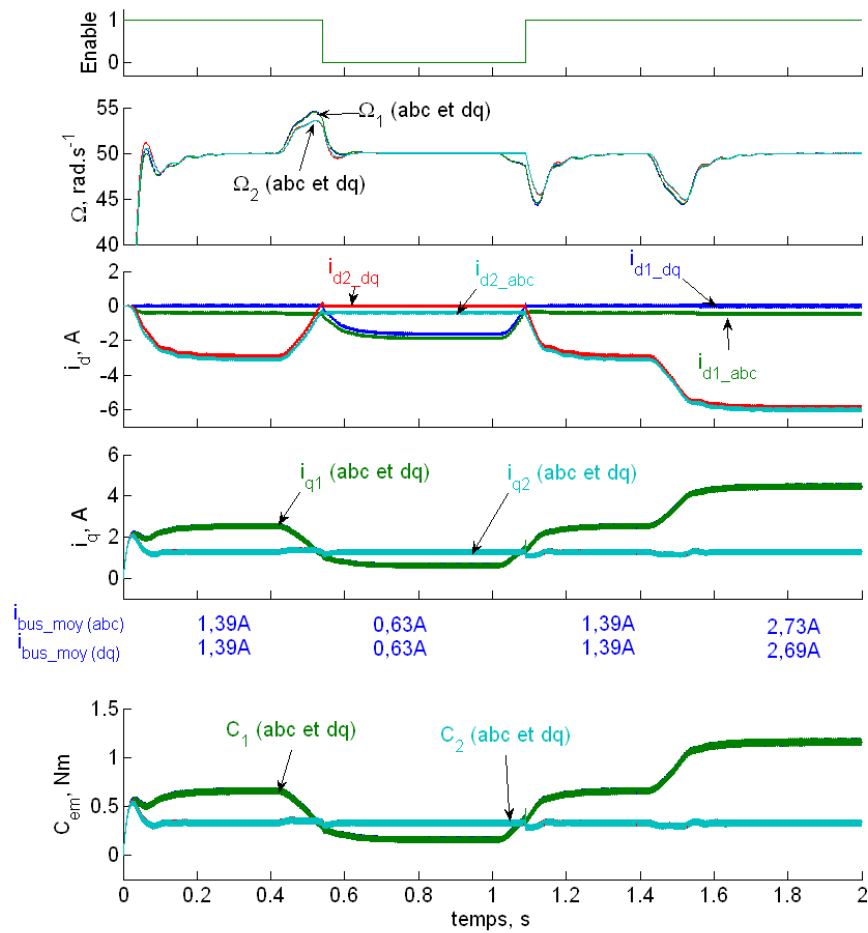 Enable
1
0
Ω, rad.s-1
55
50
45
40
Ω1 (abc et dq)
Ω2 (abc et dq)
id, A
2
0
-2
-4
-6
id2_dq
id2_abc
id1_dq
id1_abc
iq, A
6
4
2
0
iq1 (abc et dq)
iq2 (abc et dq)
ibus_moy (abc) 1,39A 0,63A 1,39A 2,73A
ibus_moy (dq) 1,39A 0,63A 1,39A 2,69A
Cem, Nm
1.5
1
0.5
0
C1 (abc et dq)
C2 (abc et dq)
0 0.2 0.4 0.6 0.8 1 1.2 1.4 1.6 1.8 2
temps, s